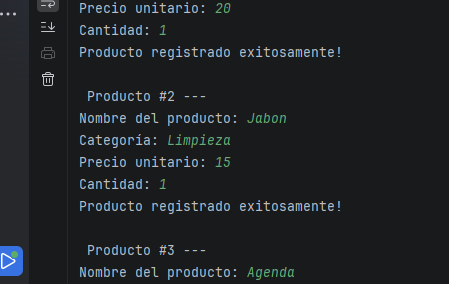 Precio unitario: 20
Cantidad: 1
Producto registrado exitosamente!
Producto #2 ---
Nombre del producto: Jabon
Categoria: Limpieza
Precio unitario: 15
Cantidad: 1
Producto registrado exitosamente!
Producto #3 ---
Nombre del producto: Agenda